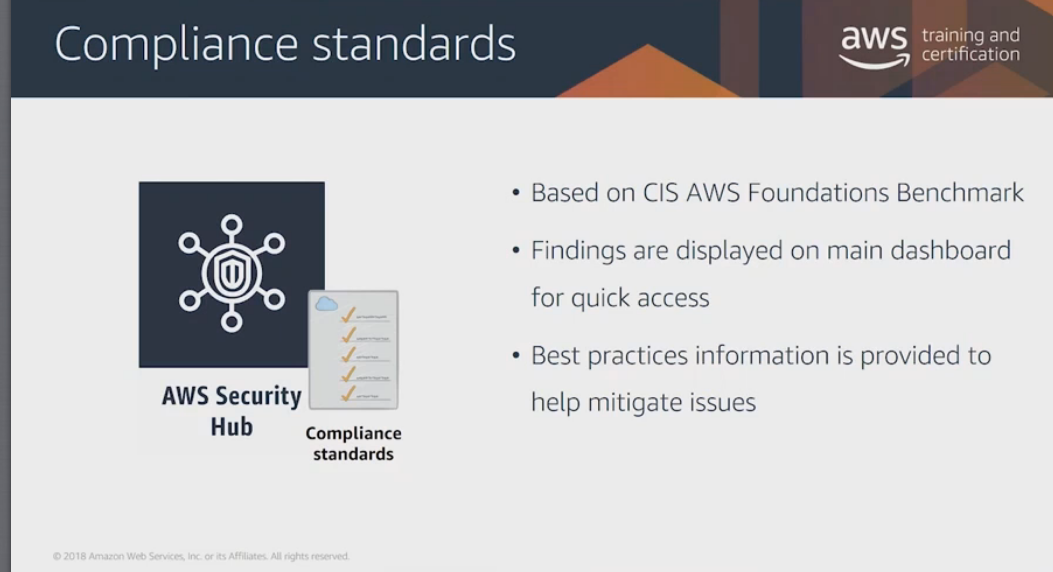 Compliance standards
aws training and
certification
• Based on CIS AWS Foundations Benchmark
• Findings are displayed on main dashboard
for quick access
• Best practices information is provided to
help mitigate issues
AWS Security
Hub
Compliance
standards
© 2018 Amazon Web Services, Inc. or its Affiliates. All rights reserved.